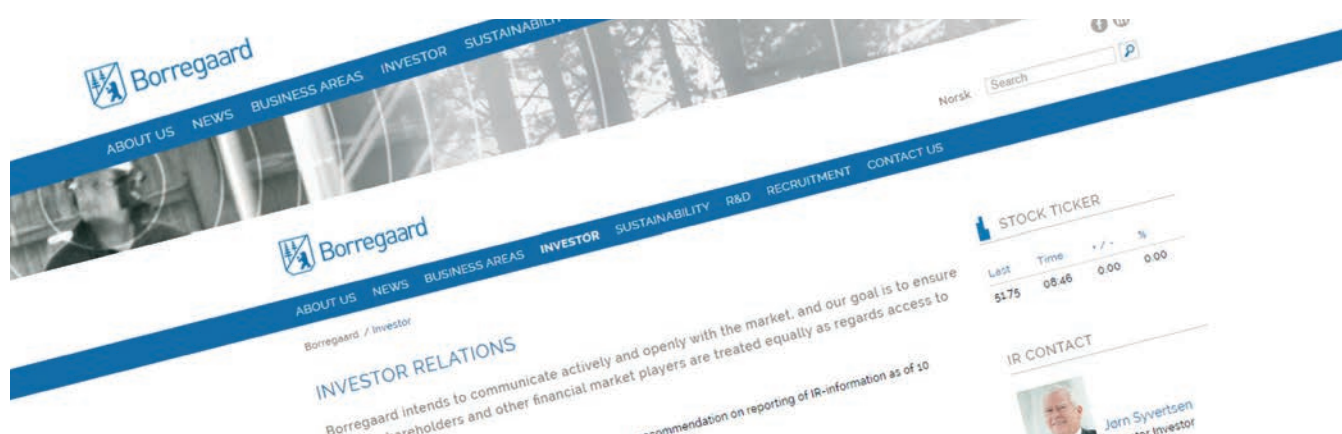 Borregaard
ABOUT US NEWS BUSINESS AREAS INVESTOR
Norsk Search
Borregaard
ABOUT US NEWS BUSINESS AREAS INVESTOR SUSTAINABILITY R&D RECRUITMENT CONTACT US
Borregaard / Investor
INVESTOR RELATIONS
Borregaard intends to communicate actively and openly with the market, and our goal is to ensure
and other financial market players are treated equally as regards access to
on reporting of IR-information as of 10
STOCK TICKER
Last Time +/- %
51.75 08:46 0.00 0.00
IR CONTACT
Jørn Syvertsen
Investor